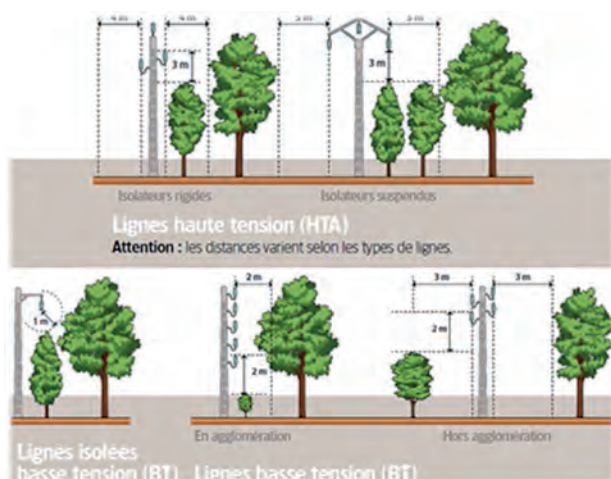 4 m 4 m 5 m 5 m
3 m 3 m
Isolateurs rigides Isolateurs suspendus
Lignes haute tension (HTA)
Attention : les distances varient selon les types de lignes.
2 m 3 m 3 m
1 m 2 m
2 m
En agglomération Hors agglomération
Lignes isolées
basse tension (BT) Lignes basse tension (BT)